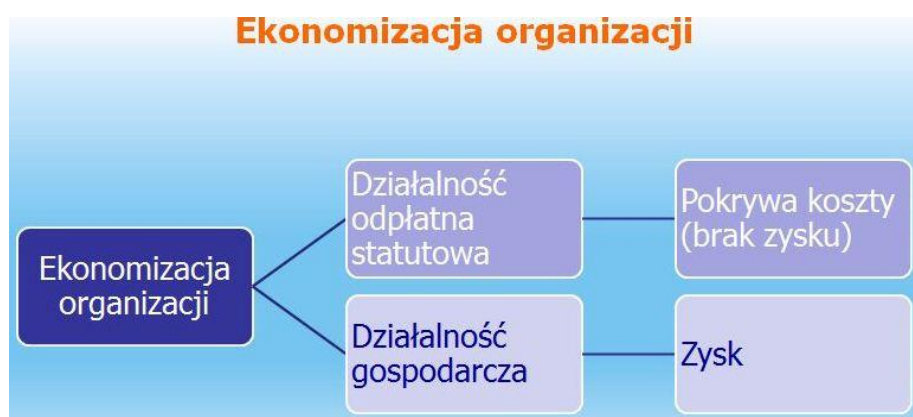 Ekonomizacja organizacji
Ekonomizacja
organizacji
Działalność
odpłatna
statutowa
Pokrywa koszty
(brak zysku)
Działalność
gospodarcza
Zysk